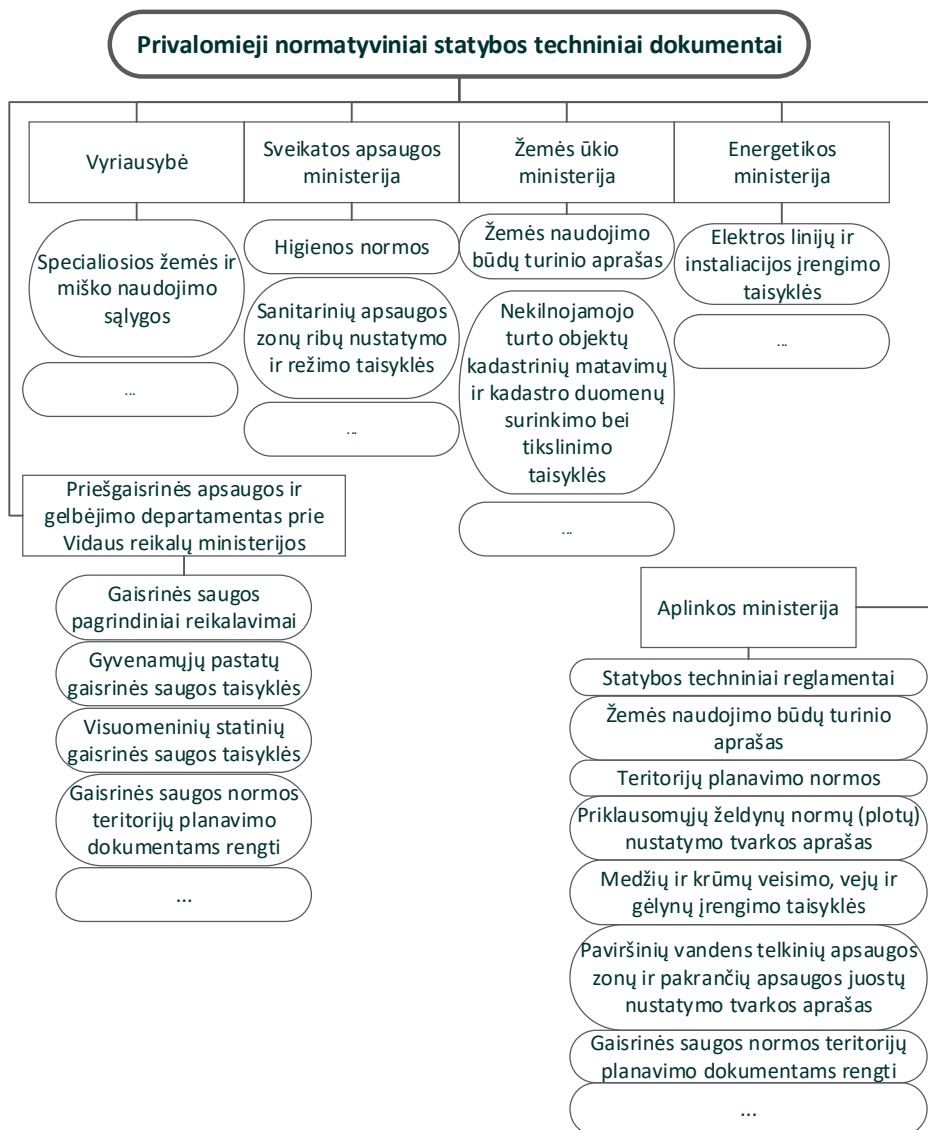 Privalomieji normatyviniai statybos techniniai dokumentai
Vyriausybė
Specialiosios žemės ir
miško naudojimo
sąlygos
...
Sveikatos apsaugos
ministerija
Higienos normos
Sanitarinių apsaugos
zonų ribų nustatymo
ir režimo taisyklės
...
Žemės ūkio
ministerija
Žemės naudojimo
būdų turinio aprašas
Nekilnojamojo
turto objektų
kadastrinių matavimų
ir kadastro duomenų
surinkimo bei
tikslinimo
taisyklės
...
Energetikos
ministerija
Elektros linijų ir
instaliacijos įrengimo
taisyklės
...
Priešgaisrinės apsaugos ir
gelbėjimo departamentas prie
Vidaus reikalų ministerijos
Gaisrinės saugos
pagrindiniai reikalavimai
Gyvenamųjų pastatų
gaisrinės saugos taisyklės
Visuomeninių statinių
gaisrinės saugos taisyklės
Gaisrinės saugos normos
teritorijų planavimo
dokumentams rengti
...
Aplinkos ministerija
Statybos techniniai reglamentai
Žemės naudojimo būdų turinio
aprašas
Teritorijų planavimo normos
Priklausomųjų želdynų normų (plotų)
nustatymo tvarkos aprašas
Medžių ir krūmų veisimo, vejų ir
gėlynų įrengimo taisyklės
Paviršinių vandens telkinių apsaugos
zonų ir pakrančių apsaugos juostų
nustatymo tvarkos aprašas
Gaisrinės saugos normos teritorijų
planavimo dokumentams rengti
...